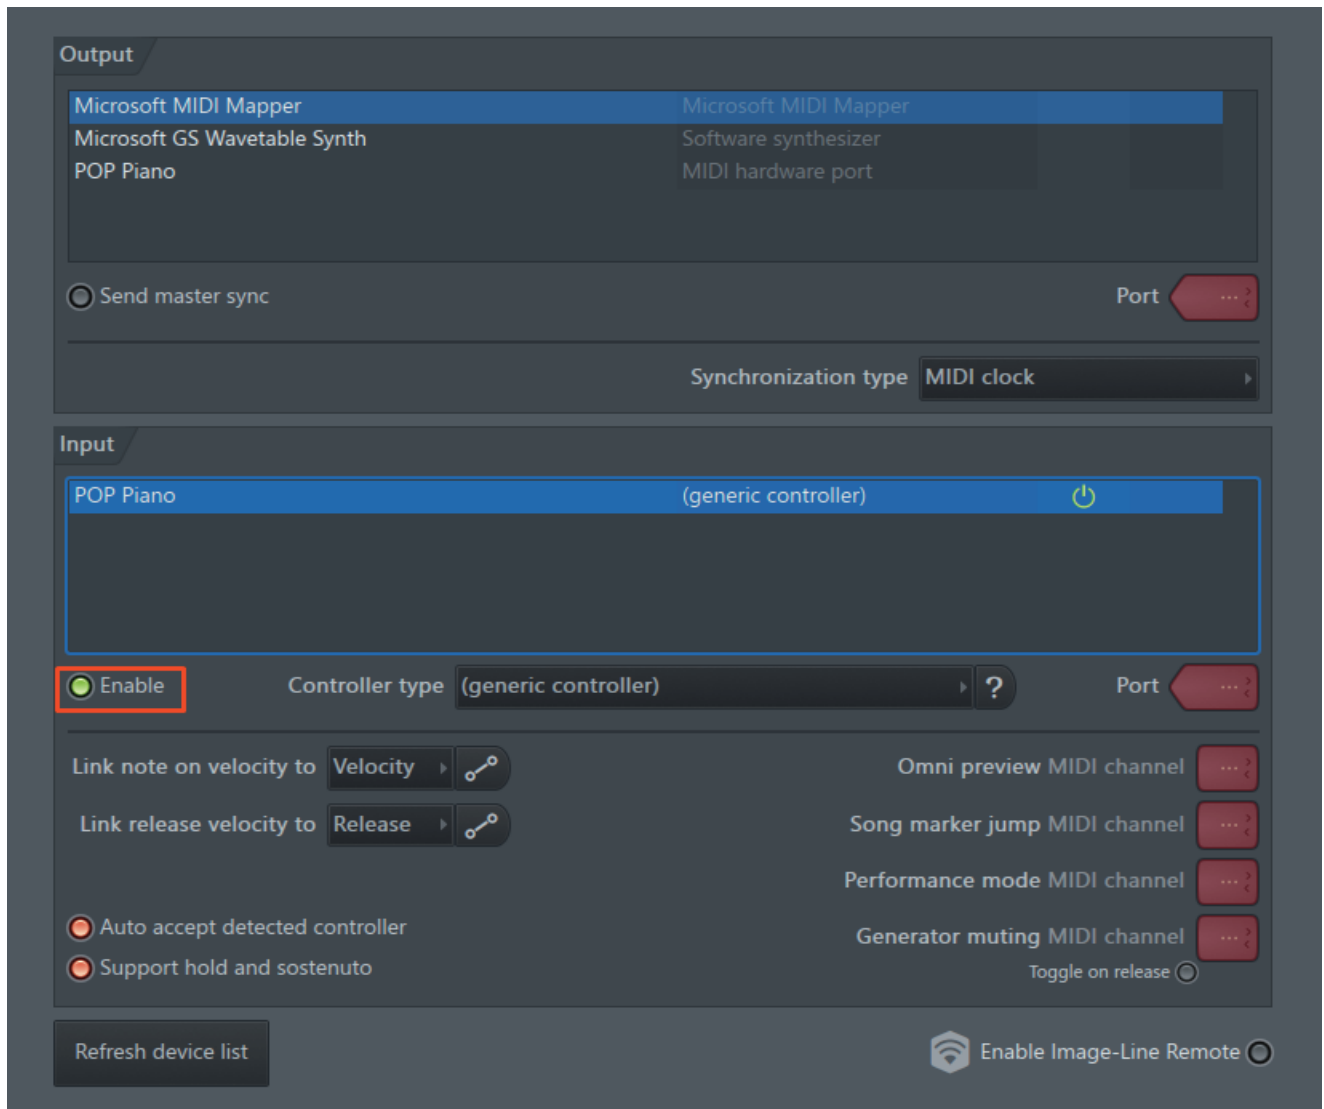 Output
Microsoft MIDI Mapper Microsoft MIDI Mapper
Microsoft GS Wavetable Synth Software synthesizer
POP Piano MIDI hardware port
Send master sync Port ...
Synchronization type MIDI clock
Input
POP Piano (generic controller)
Enable Controller type (generic controller) ? Port ...
Link note on velocity to Velocity Omni preview MIDI channel ...
Link release velocity to Release Song marker jump MIDI channel ...
Performance mode MIDI channel ...
Auto accept detected controller Generator muting MIDI channel ...
Support hold and sostenuto Toggle on release
Refresh device list Enable Image-Line Remote